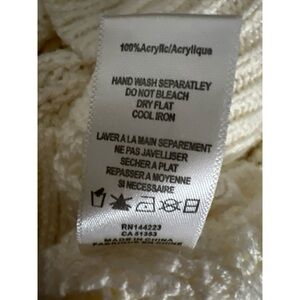 100%Acrylic/Acrylique
HAND WASH SEPARATLEY
DO NOT BLEACH
DRY FLAT
COOL IRON
LAVER A LA MAIN SEPAREMENT
NE PAS JAVELLISER
SECHER A PLAT
REPASSER A MOYENNE
SI NECESSAIRE
RN144223
CA 51353
MADE IN CHINA